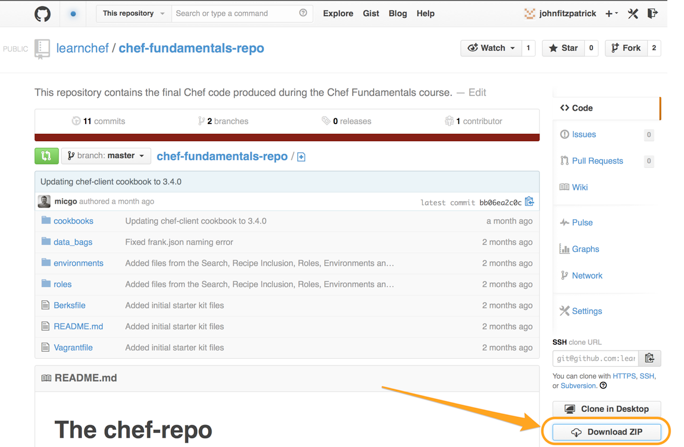 This repository Search or type a command Explore Gist Blog Help johnfitzpatrick
PUBLIC learnchef / chef-fundamentals-repo Watch 1 Star 0 Fork 2
This repository contains the final Chef code produced during the Chef Fundamentals course. — Edit
11 commits 2 branches 0 releases 1 contributor
branch: master chef-fundamentals-repo /
Updating chef-client cookbook to 3.4.0
micgo authored a month ago latest commit bb06ea2c0c
cookbooks Updating chef-client cookbook to 3.4.0 a month ago
data_bags Fixed frank.json naming error 2 months ago
environments Added files from the Search, Recipe Inclusion, Roles, Environments an… 2 months ago
roles Added files from the Search, Recipe Inclusion, Roles, Environments an… 2 months ago
Berksfile Added initial starter kit files 2 months ago
README.md Added initial starter kit files 2 months ago
Vagrantfile Added initial starter kit files 2 months ago
README.md
The chef-repo
Code
Issues 0
Pull Requests 0
Wiki
Pulse
Graphs
Network
Settings
SSH clone URL
git@github.com:lear
You can clone with HTTPS, SSH,
or Subversion.
Clone in Desktop
Download ZIP